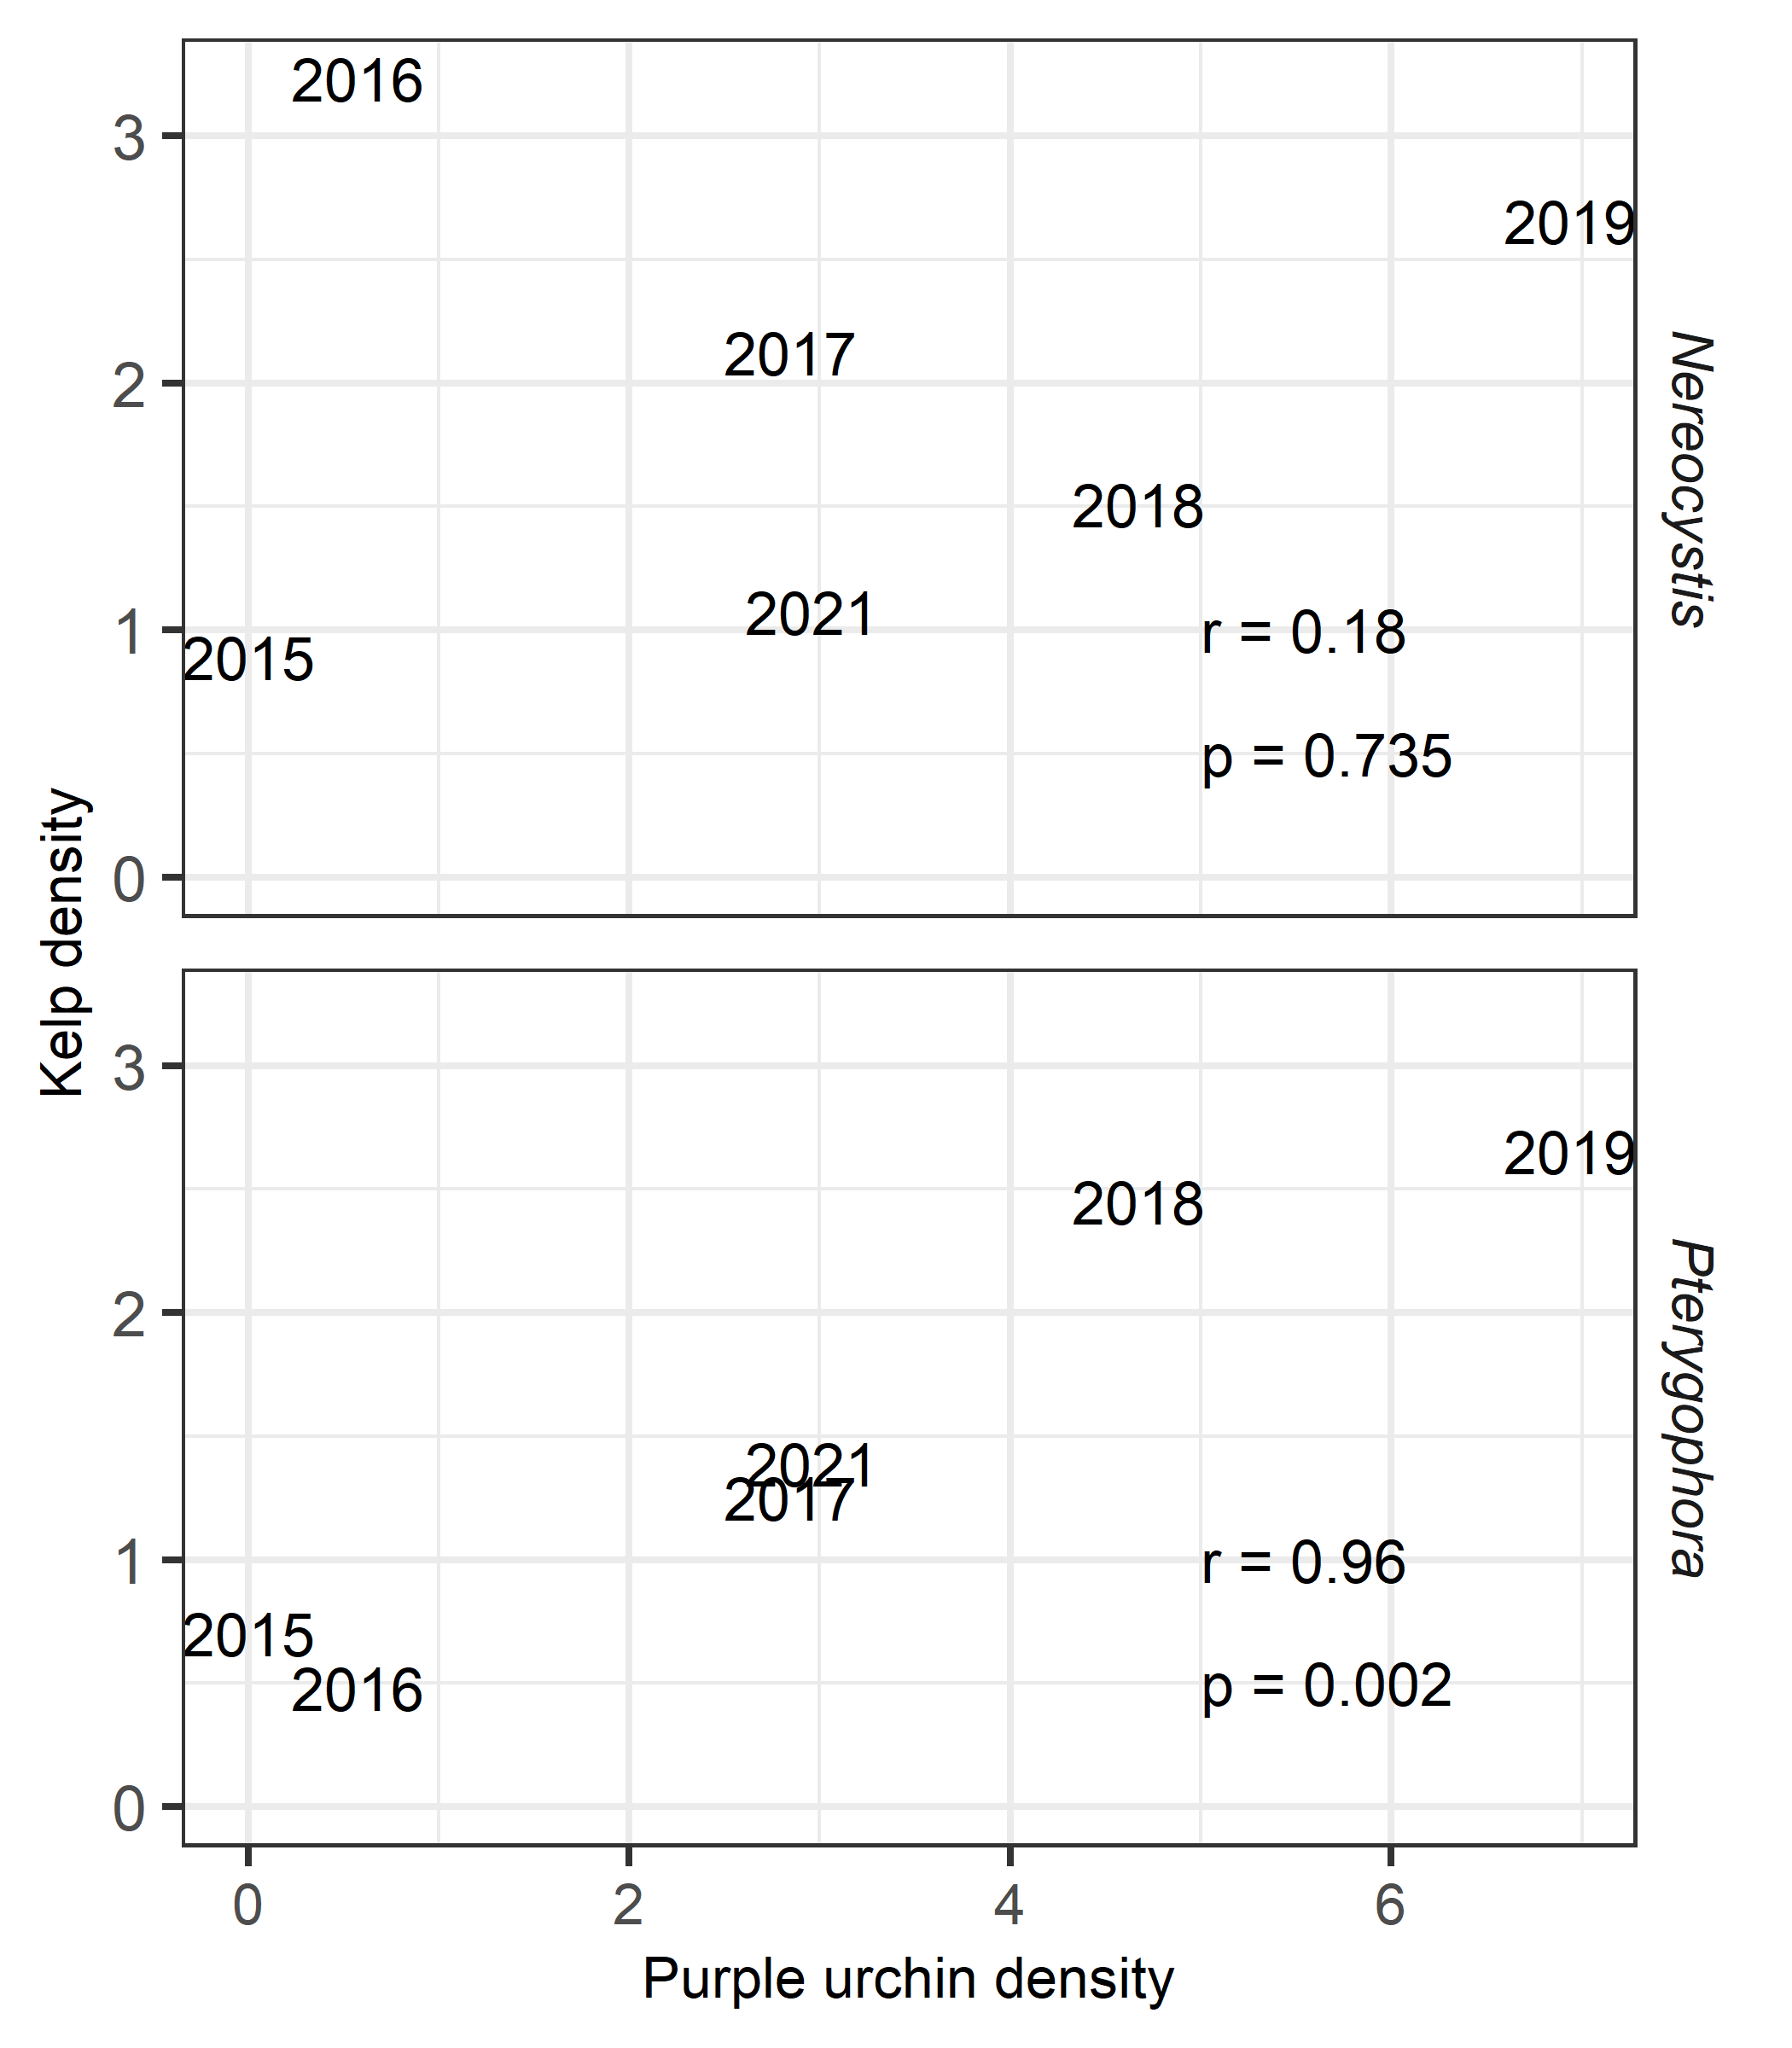 Kelp density
3
2
1
0
2016
2019
2017
2018
2021
2015
r = 0.18
p = 0.735
Nereocystis
3
2
1
0
2019
2018
2021
2017
2015
2016
r = 0.96
p = 0.002
Pterygophora
0 2 4 6
Purple urchin density